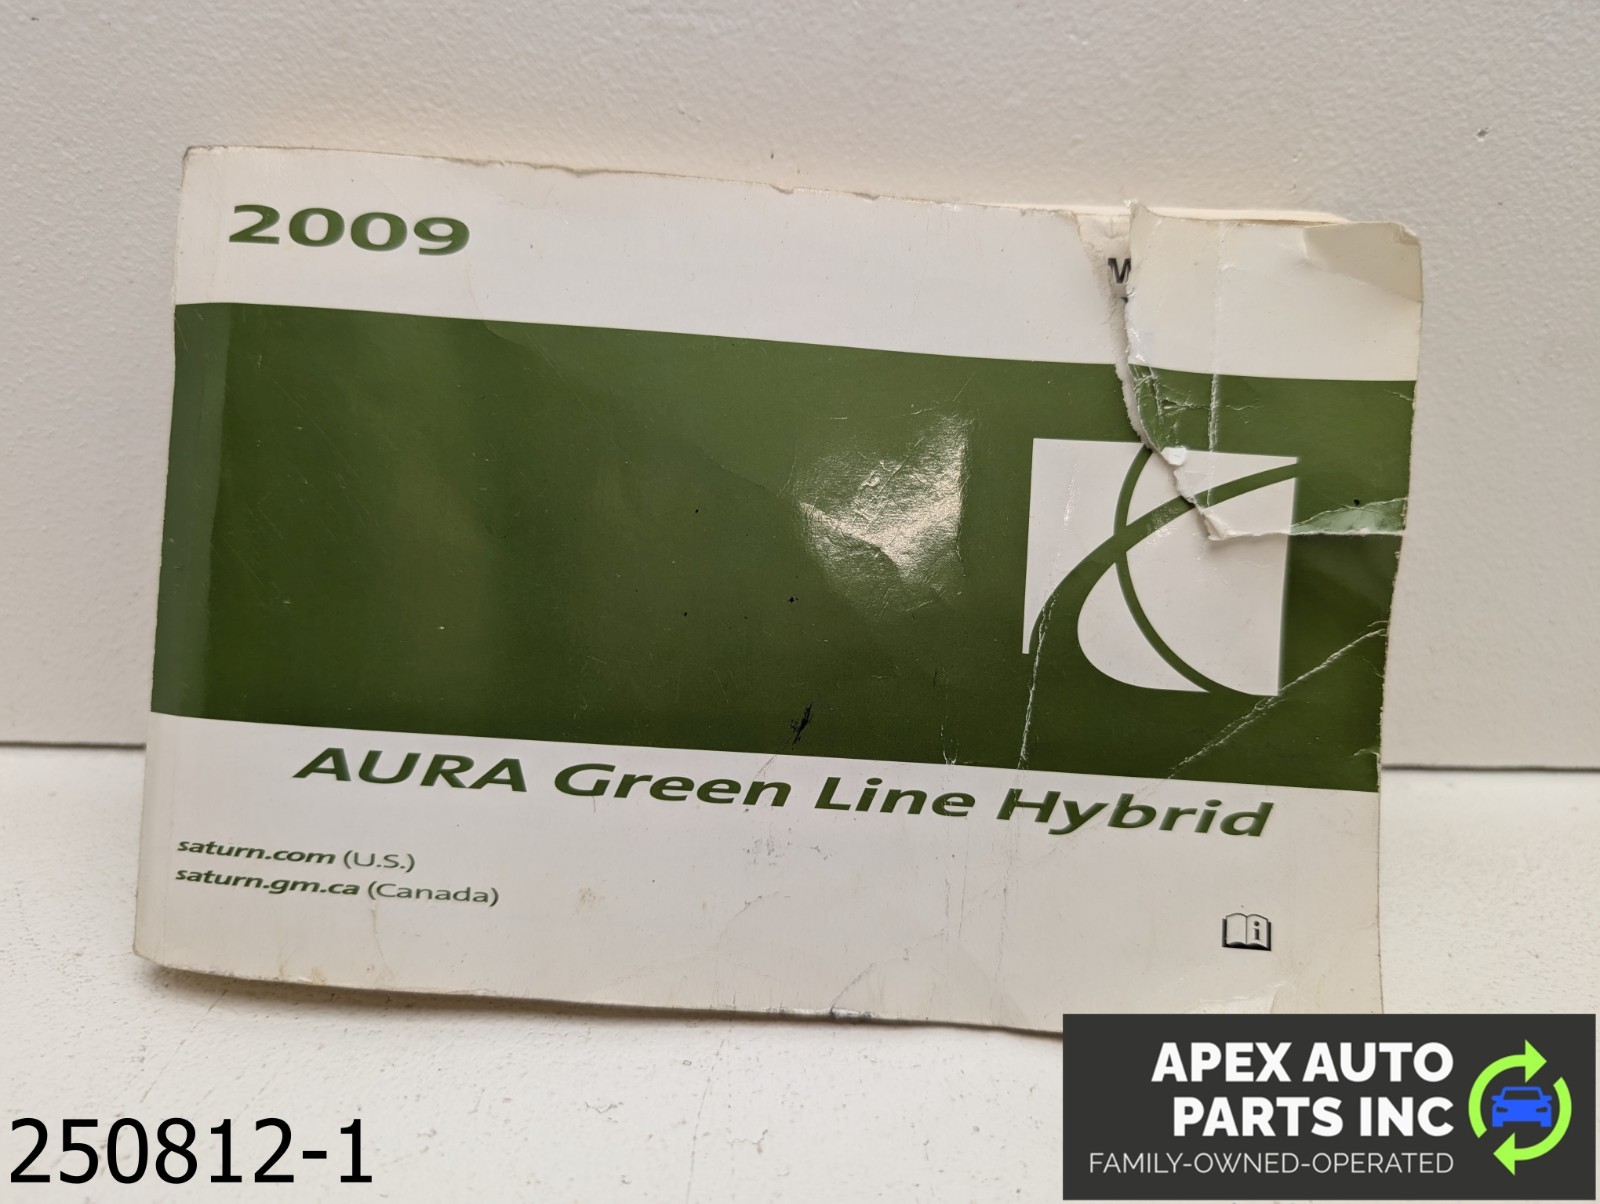 2009
AURA Green Line Hybrid
saturn.com (U.S.)
saturn.gm.ca (Canada)
250812-1
APEX AUTO
PARTS INC
FAMILY-OWNED-OPERATED